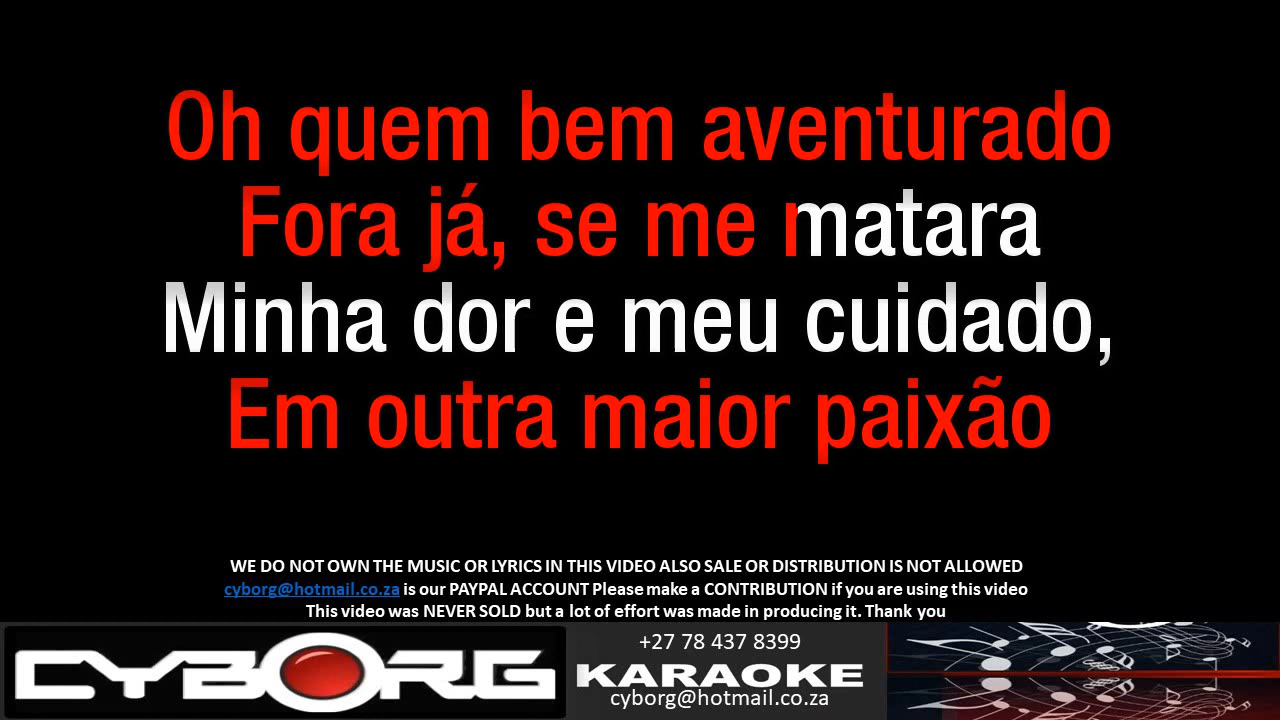 Oh quem bem aventurado
Fora já, se me matara
Minha dor e meu cuidado,
Em outra maior paixão
WE DO NOT OWN THE MUSIC OR LYRICS IN THIS VIDEO ALSO SALE OR DISTRIBUTION IS NOT ALLOWED
cyborg@hotmail.co.za is our PAYPAL ACCOUNT Please make a CONTRIBUTION if you are using this video
This video was NEVER SOLD but a lot of effort was made in producing it. Thank you
CYBORG
+27 78 437 8399
KARAOKE
cyborg@hotmail.co.za